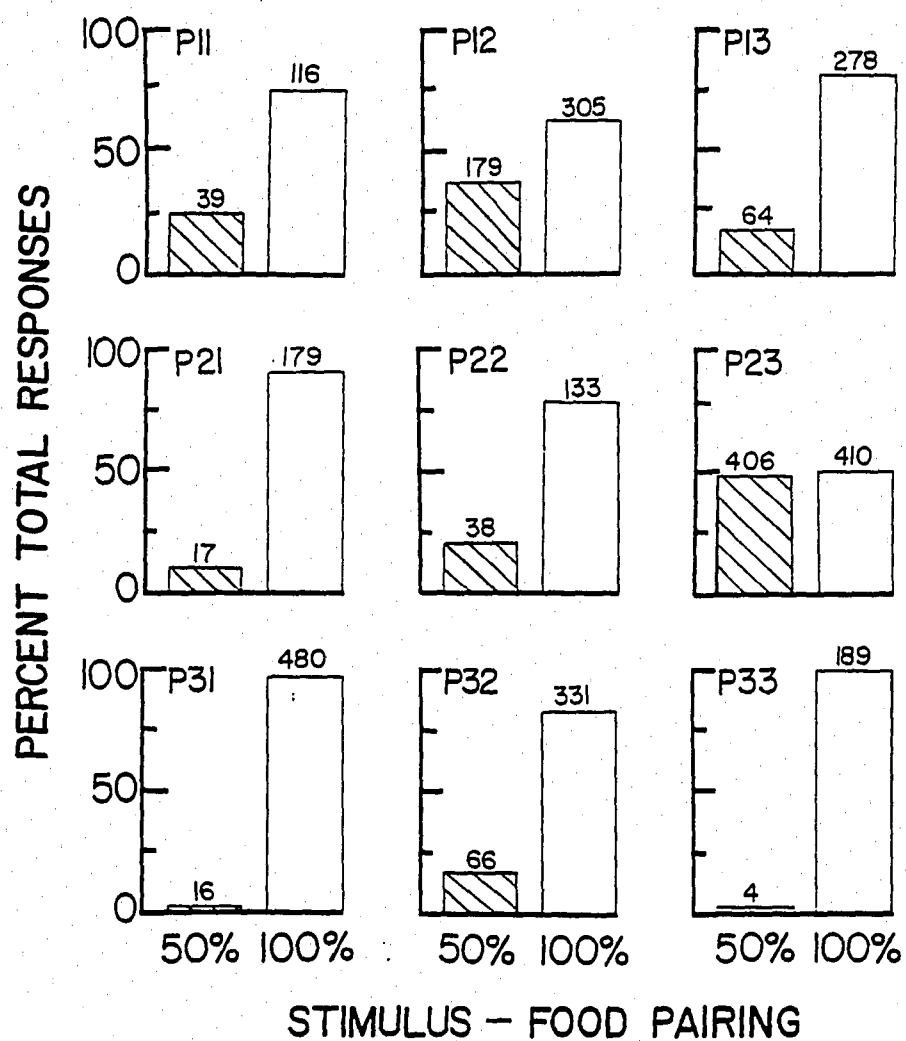 PERCENT TOTAL RESPONSES
100 P11 116 P12 P13 278
305
50 179
39 64
0
100 P21 179 P22 133 P23
50 406 410
17 38
0
100 P31 480 P32 331 P33 189
50
16 66 4
0
50% 100% 50% 100% 50% 100%
STIMULUS – FOOD PAIRING